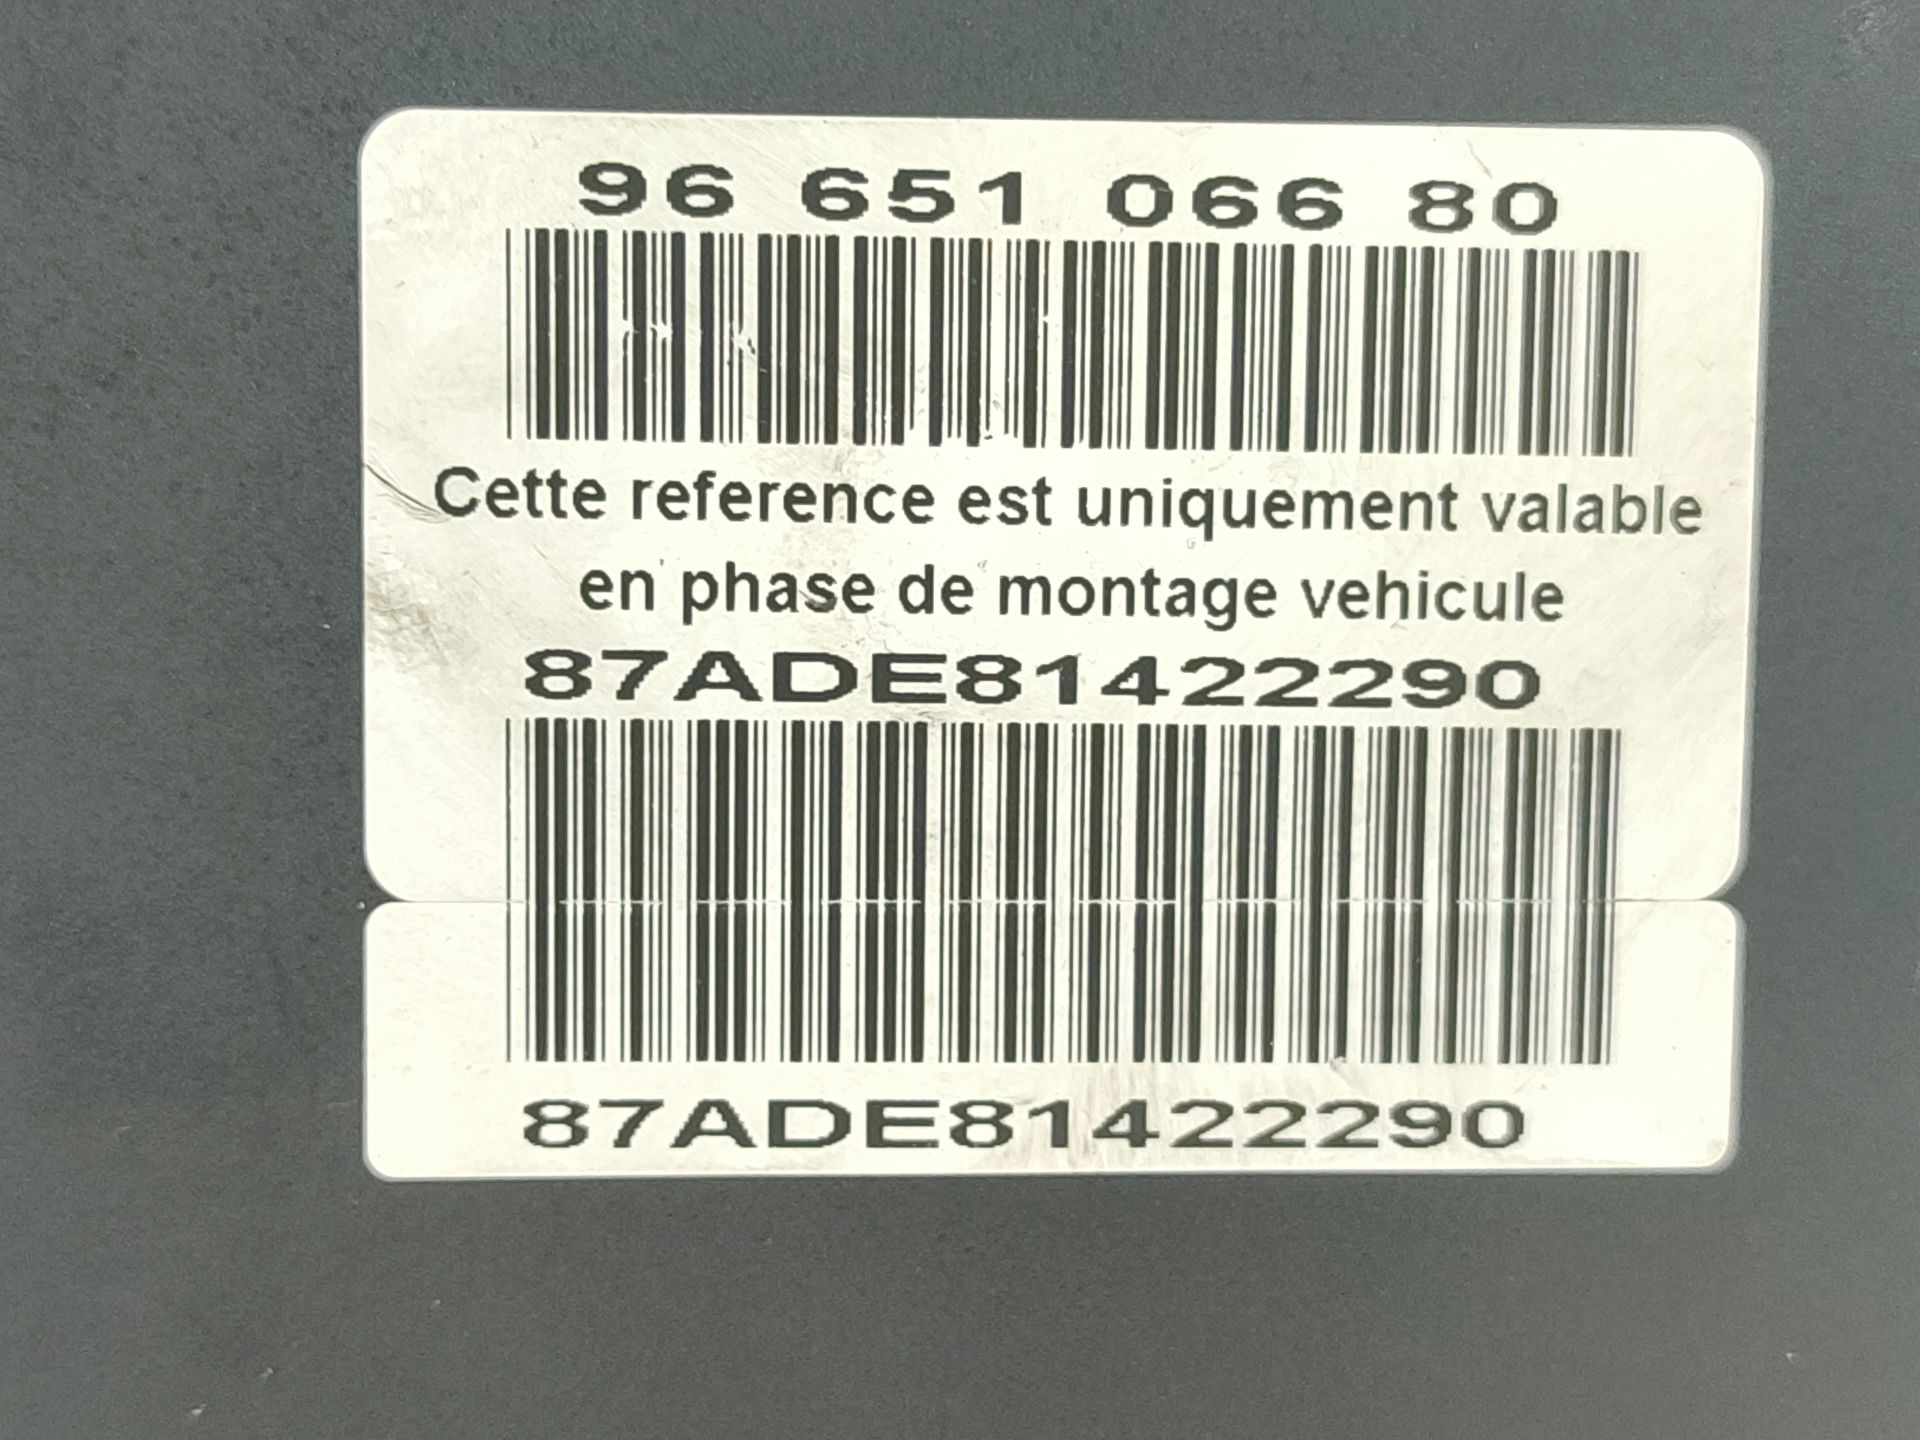 96 651 066 80
Cette reference est uniquement valable
en phase de montage vehicule
87ADE81422290
87ADE81422290